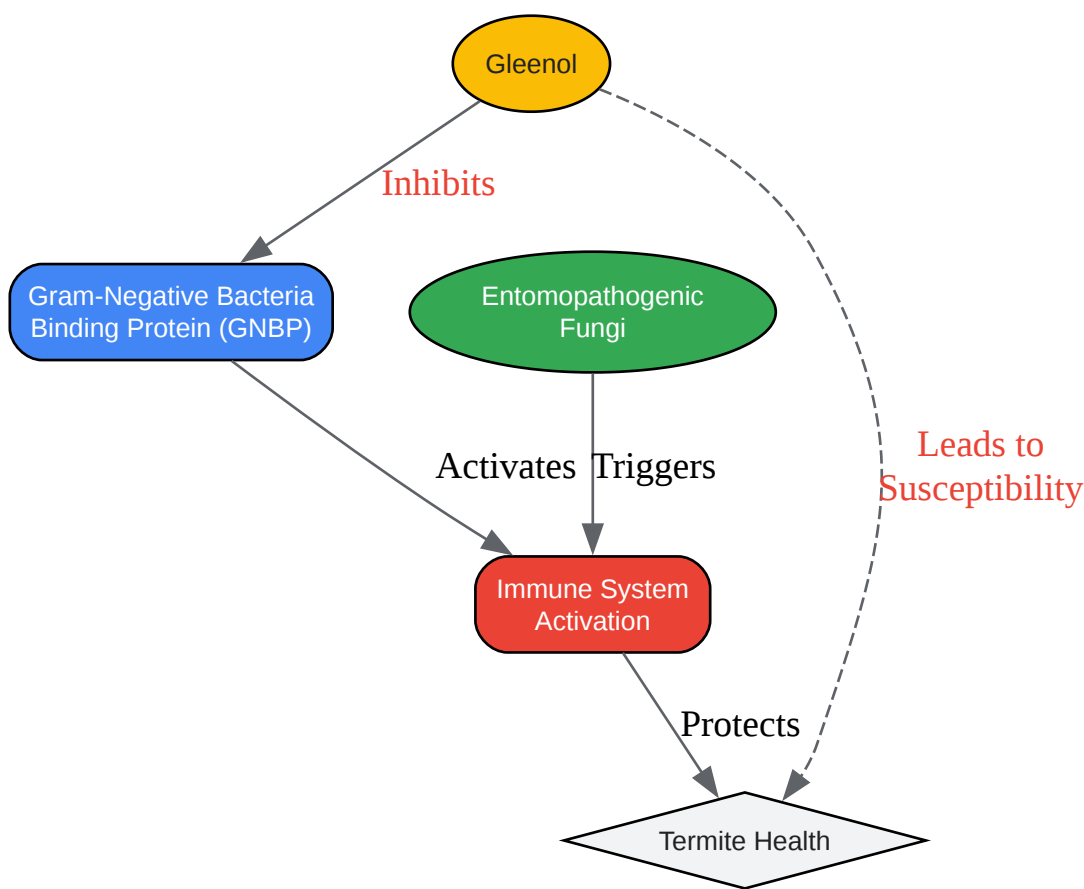 Gleenol
Inhibits
Gram-Negative Bacteria
Binding Protein (GNBP)
Entomopathogenic
Fungi
Activates
Triggers
Leads to
Susceptibility
Immune System
Activation
Protects
Termite Health